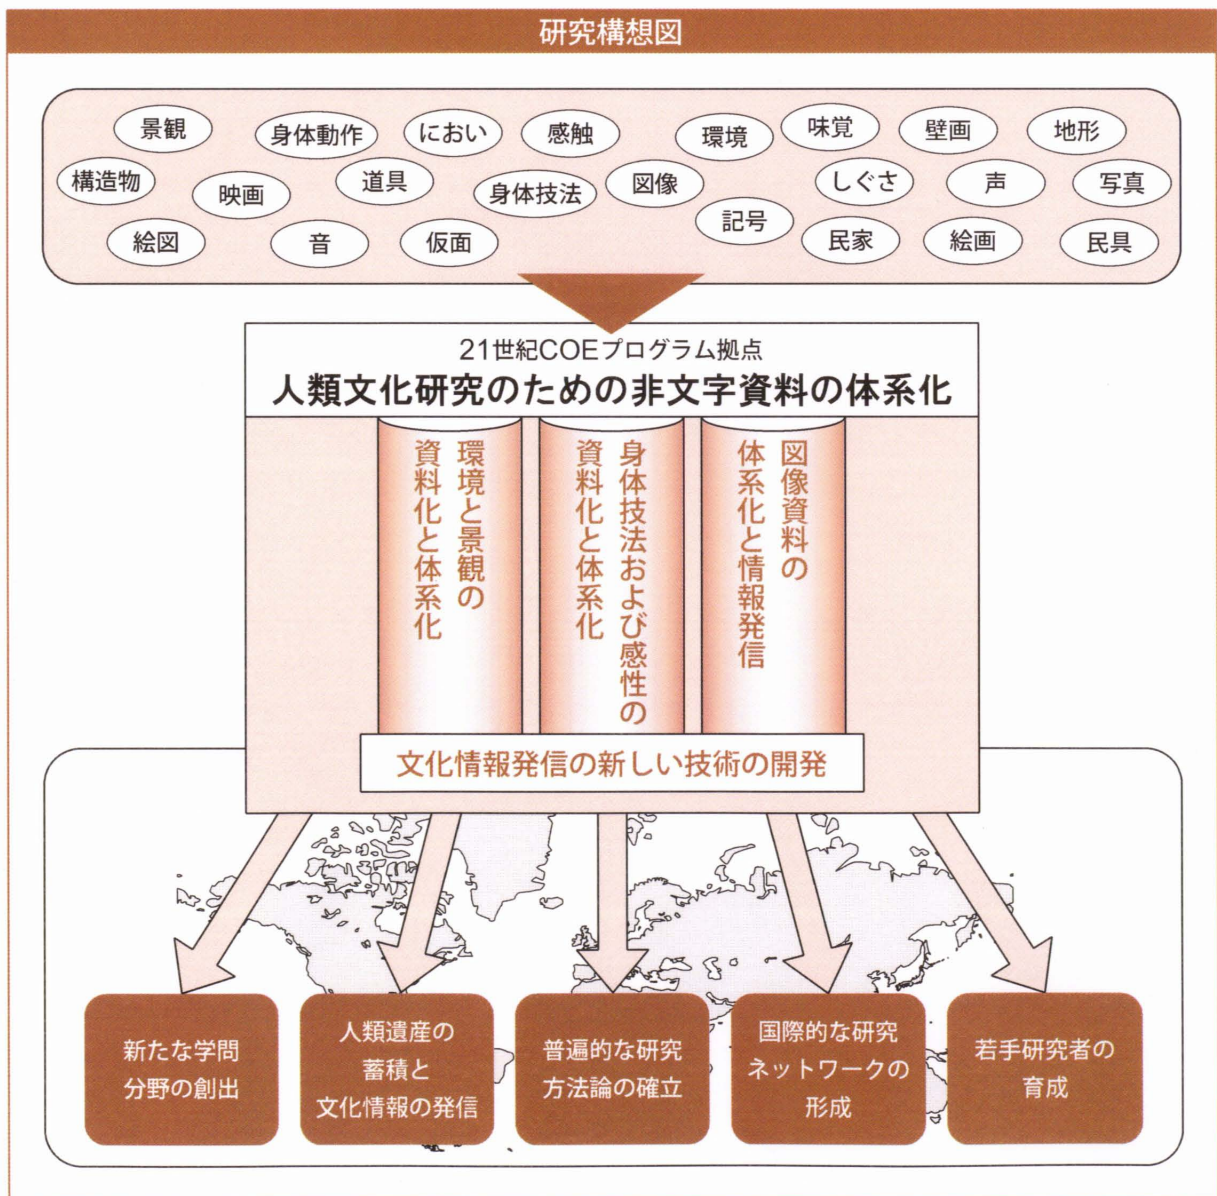 研究構想図
景観
身体動作
におい
感触
環境
味覚
壁画
地形
構造物
映画
道具
身体技法
図像
しぐさ
声
写真
絵図
音
仮面
記号
民家
絵画
民具
21世紀COEプログラム拠点
人類文化研究のための非文字資料の体系化
環境と景観の
資料化と体系化
身体技法および感性の
資料化と体系化
図像資料の
体系化と情報発信
文化情報発信の新しい技術の開発
新たな学問
分野の創出
人類遺産の
蓄積と
文化情報の発信
普遍的な研究
方法論の確立
国際的な研究
ネットワークの
形成
若手研究者の
育成